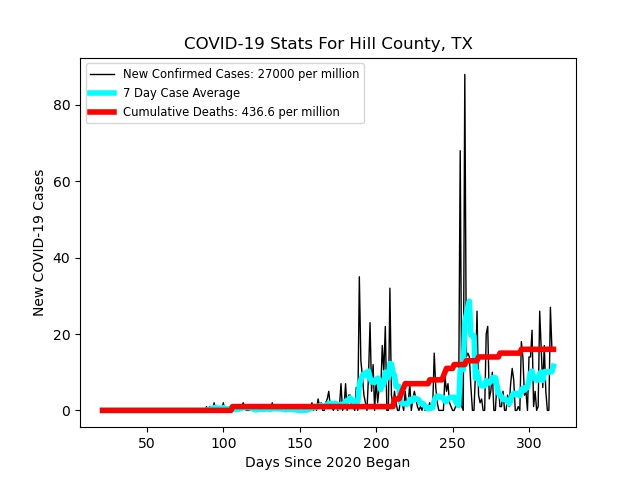 COVID-19 Stats For Hill County, TX
New Confirmed Cases: 27000 per million
7 Day Case Average
Cumulative Deaths: 436.6 per million
New COVID-19 Cases
80
60
40
20
0
50 100 150 200 250 300
Days Since 2020 Began